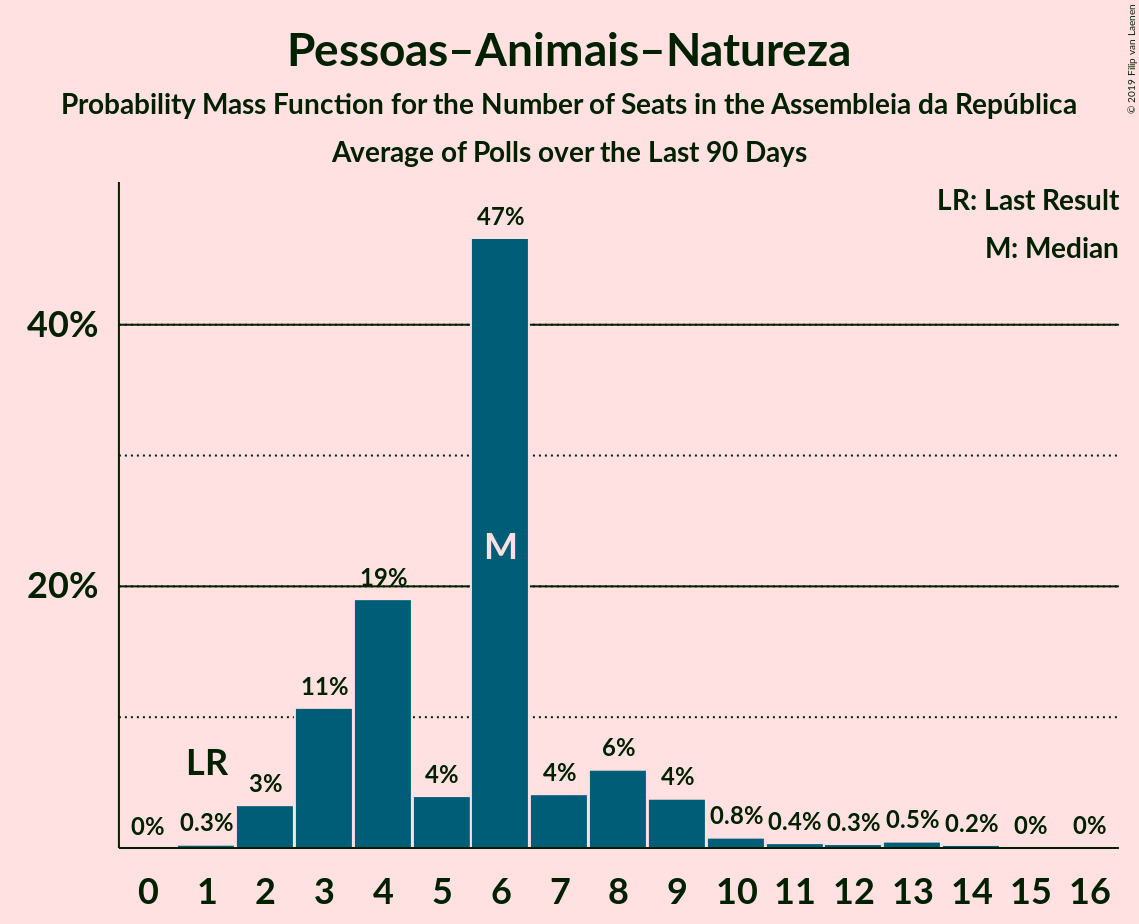 Pessoas–Animais–Natureza
Probability Mass Function for the Number of Seats in the Assembleia da República
Average of Polls over the Last 90 Days
© 2019 Filip van Laenen
LR: Last Result
M: Median
47%
40%
M
20%
19%
11%
LR
3%
4%
4%
6%
4%
0%
0.3%
0.8%
0.4%
0.3%
0.5%
0.2%
0%
0%
0 1 2 3 4 5 6 7 8 9 10 11 12 13 14 15 16